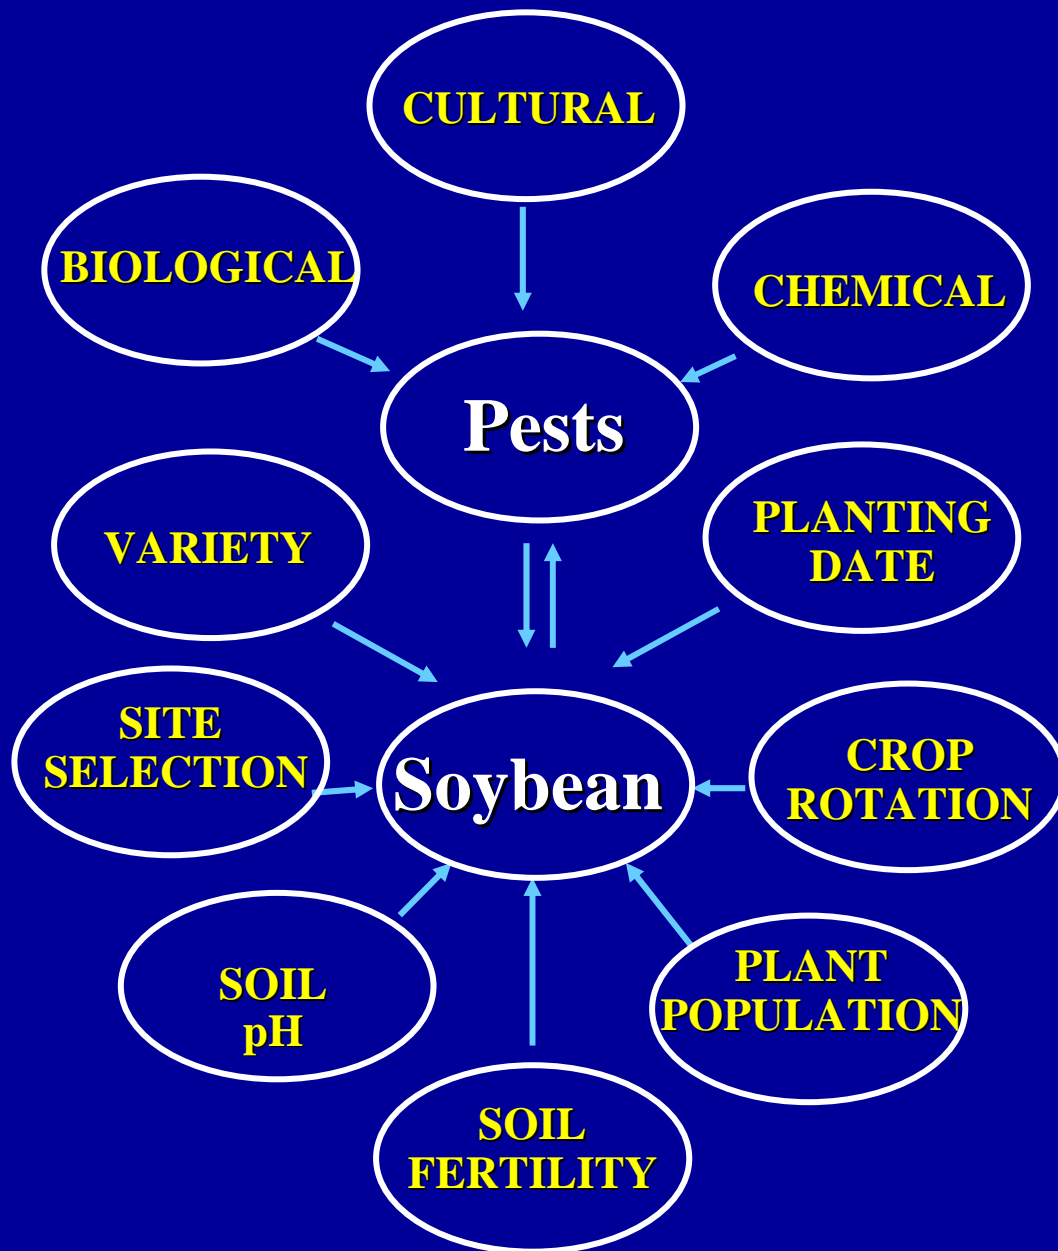 CULTURAL
BIOLOGICAL
CHEMICAL
Pests
VARIETY
PLANTING
DATE
SITE
SELECTION
Soybean
CROP
ROTATION
SOIL
pH
PLANT
POPULATION
SOIL
FERTILITY